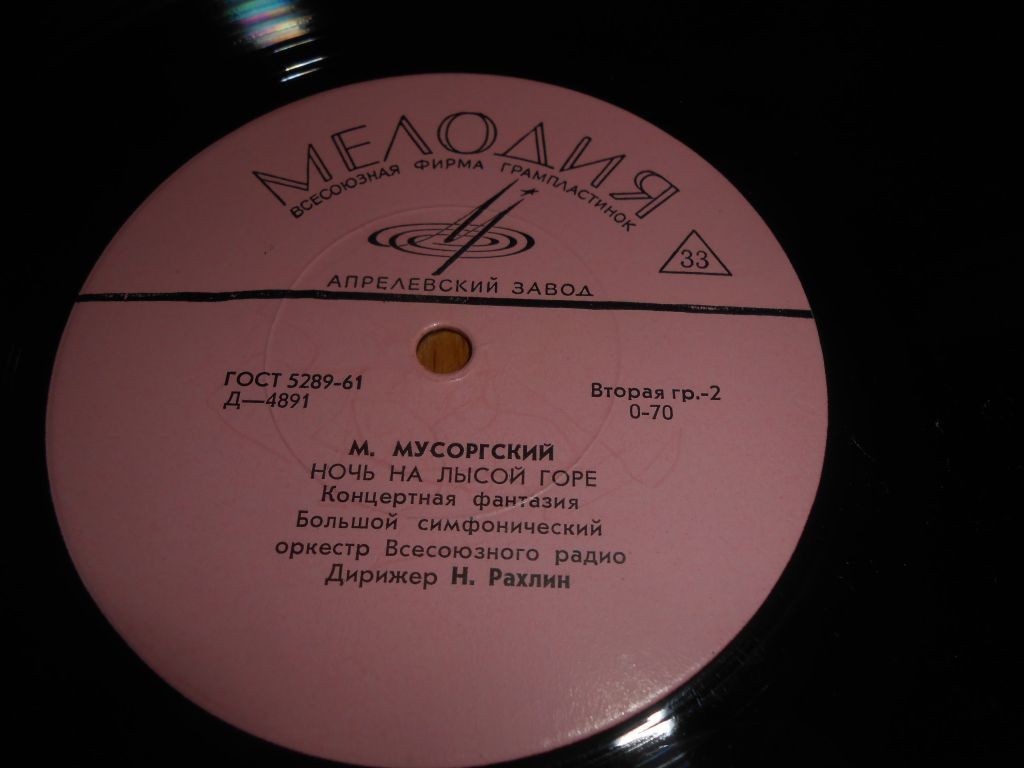 МЕЛОДИЯ
ВСЕСОЮЗНАЯ ФИРМА ГРАМПЛАСТИНОК
33
АПРЕЛЕВСКИЙ ЗАВОД
ГОСТ 5289-61
Д—4891
Вторая гр.-2
0-70
М. МУСОРГСКИЙ
НОЧЬ НА ЛЫСОЙ ГОРЕ
Концертная фантазия
Большой симфонический
оркестр Всесоюзного радио
Дирижер Н. Рахлин